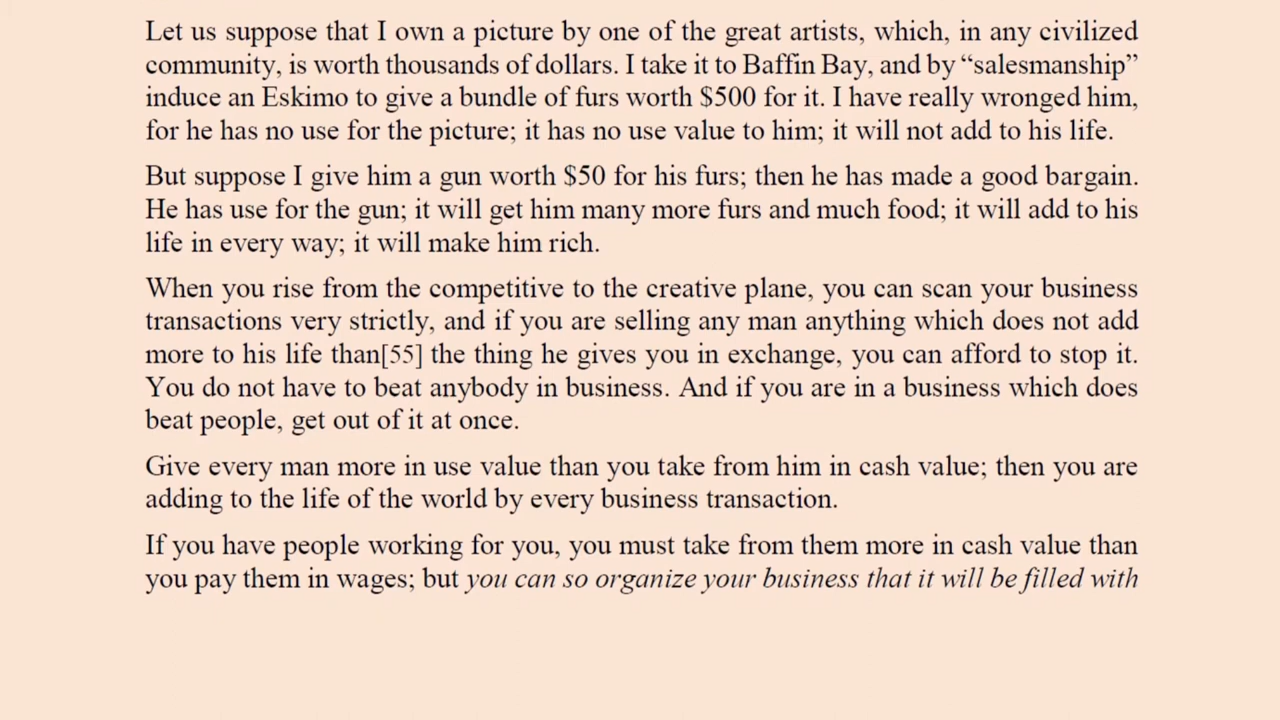 Let us suppose that I own a picture by one of the great artists, which, in any civilized
community, is worth thousands of dollars. I take it to Baffin Bay, and by “salesmanship”
induce an Eskimo to give a bundle of furs worth $500 for it. I have really wronged him,
for he has no use for the picture; it has no use value to him; it will not add to his life.
But suppose I give him a gun worth $50 for his furs; then he has made a good bargain.
He has use for the gun; it will get him many more furs and much food; it will add to his
life in every way; it will make him rich.
When you rise from the competitive to the creative plane, you can scan your business
transactions very strictly, and if you are selling any man anything which does not add
more to his life than[55] the thing he gives you in exchange, you can afford to stop it.
You do not have to beat anybody in business. And if you are in a business which does
beat people, get out of it at once.
Give every man more in use value than you take from him in cash value; then you are
adding to the life of the world by every business transaction.
If you have people working for you, you must take from them more in cash value than
you pay them in wages; but you can so organize your business that it will be filled with